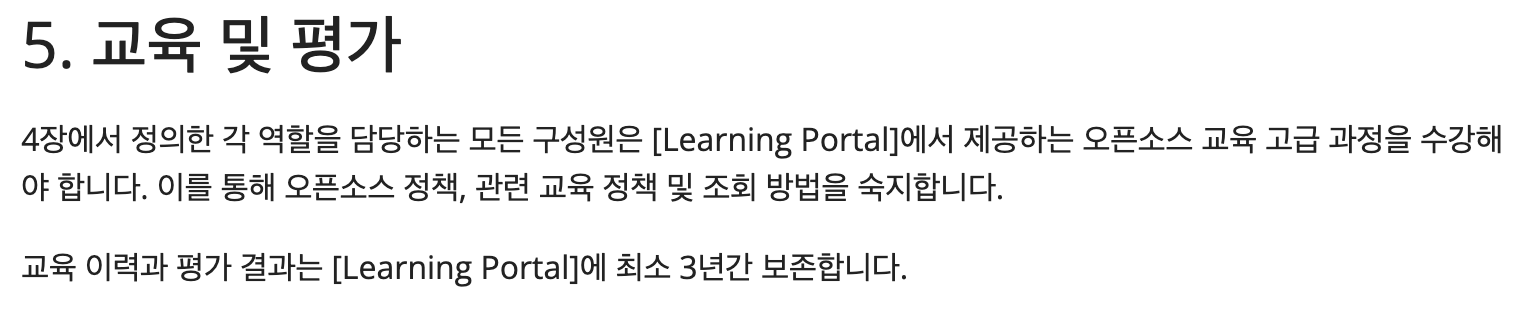 5. 교육 및 평가
4장에서 정의한 각 역할을 담당하는 모든 구성원은 [Learning Portal]에서 제공하는 오픈소스 교육 고급 과정을 수강해
야 합니다. 이를 통해 오픈소스 정책, 관련 교육 정책 및 조회 방법을 숙지합니다.
교육 이력과 평가 결과는 [Learning Portal]에 최소 3년간 보존합니다.